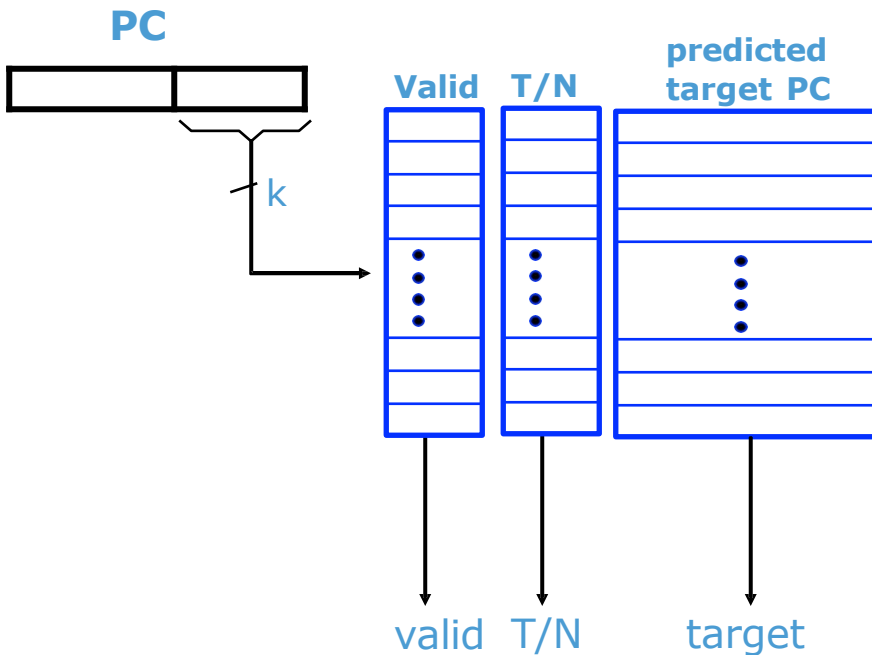 PC
predicted
Valid T/N target PC
k
valid T/N target